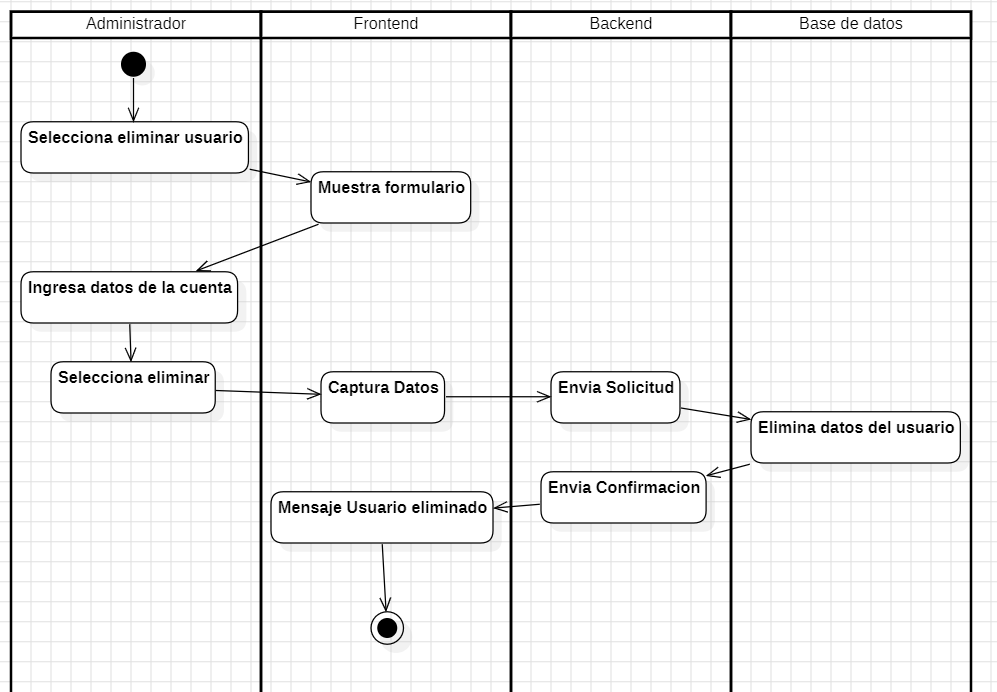 Administrador
Frontend
Backend
Base de datos
Selecciona eliminar usuario
Muestra formulario
Ingresa datos de la cuenta
Selecciona eliminar
Captura Datos
Envia Solicitud
Elimina datos del usuario
Envia Confirmacion
Mensaje Usuario eliminado